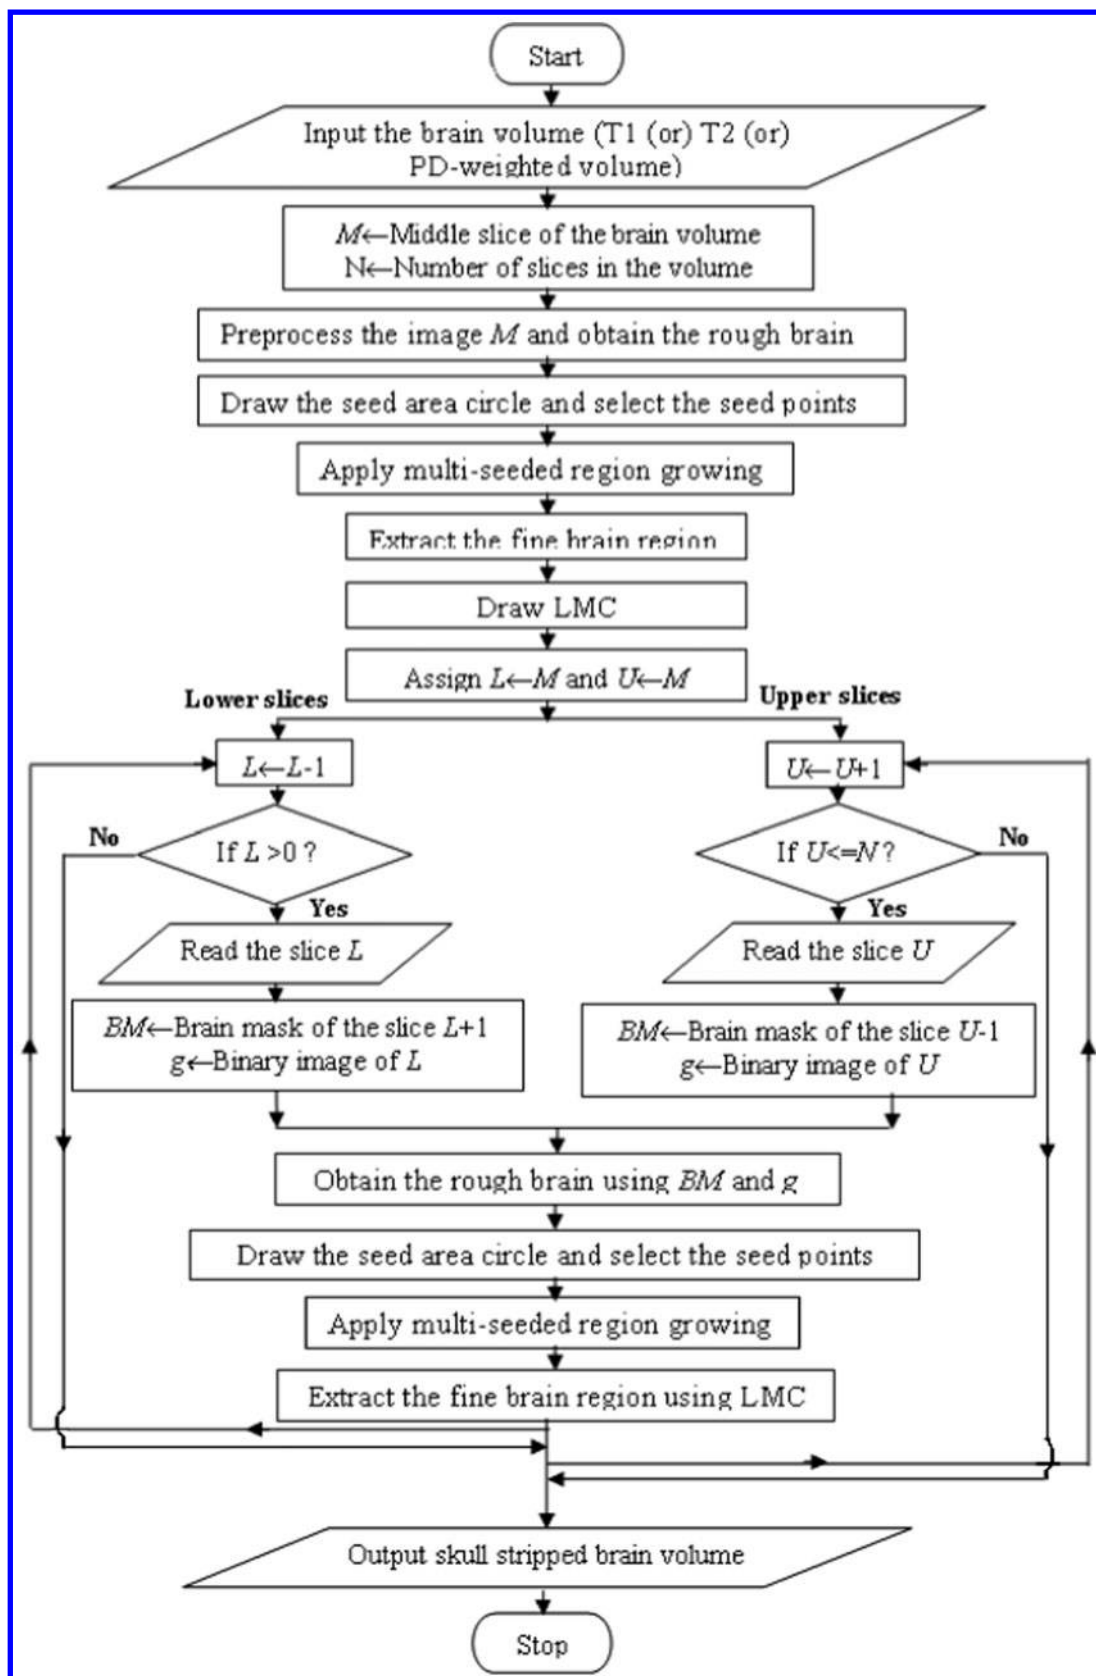 Start
Input the brain volume (T1 (or) T2 (or)
PD-weighted volume)
M←Middle slice of the brain volume
N←Number of slices in the volume
Preprocess the image M and obtain the rough brain
Draw the seed area circle and select the seed points
Apply multi-seeded region growing
Extract the fine brain region
Draw LMC
Assign L←M and U←M
Lower slices
Upper slices
L←L-1
U←U+1
No
If L >0 ?
If U<=N?
No
Yes
Yes
Read the slice L
Read the slice U
BM←Brain mask of the slice L+1
g←Binary image of L
BM←Brain mask of the slice U-1
g←Binary image of U
Obtain the rough brain using BM and g
Draw the seed area circle and select the seed points
Apply multi-seeded region growing
Extract the fine brain region using LMC
Output skull stripped brain volume
Stop